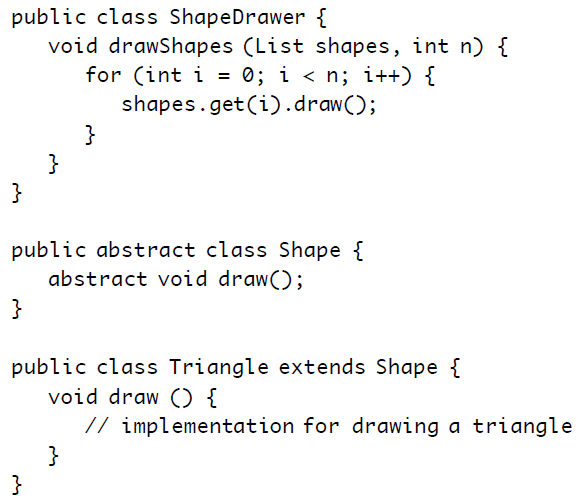 public class ShapeDrawer {
   void drawShapes (List shapes, int n) {
      for (int i = 0; i < n; i++) {
         shapes.get(i).draw();
      }
   }
}

public abstract class Shape {
   abstract void draw();
}

public class Triangle extends Shape {
   void draw () {
      // implementation for drawing a triangle
   }
}